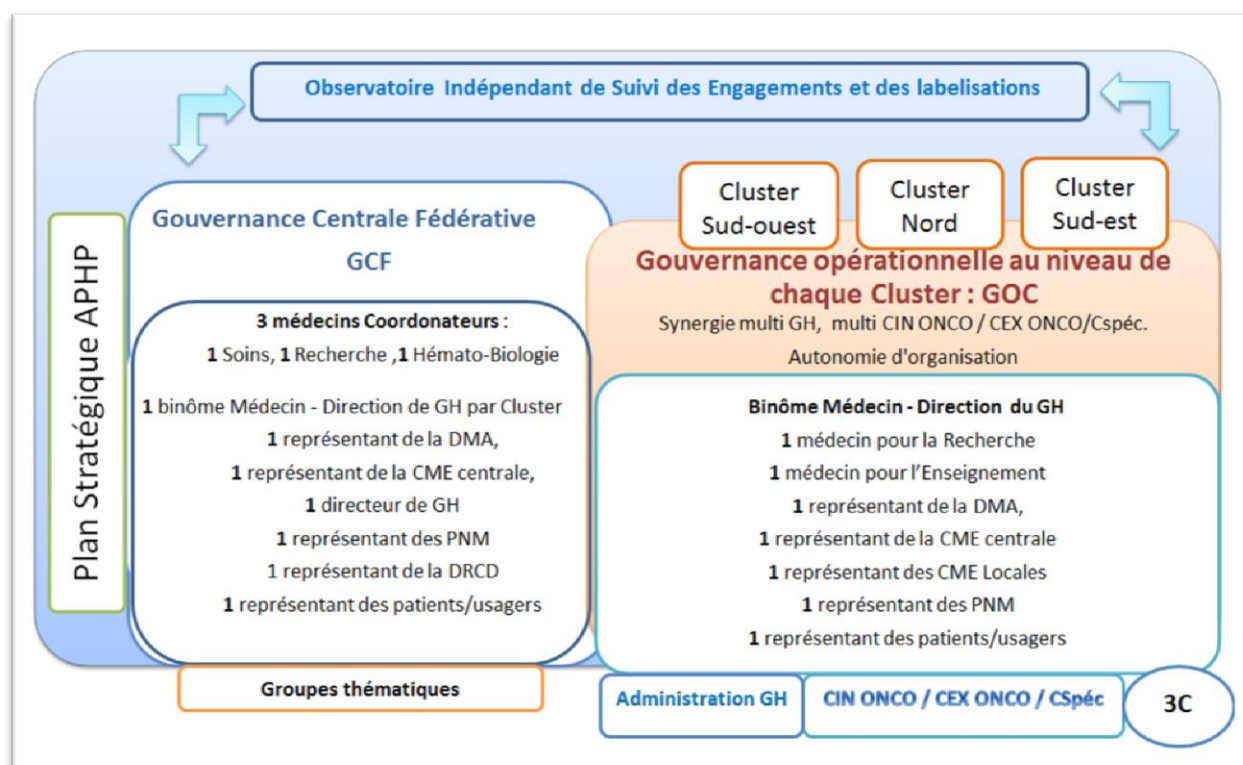 Observatoire Indépendant de Suivi des Engagements et des labelisations
Plan Stratégique APHP
Gouvernance Centrale Fédérative
GCF
3 médecins Coordonateurs :
1 Soins, 1 Recherche ,1 Hémato-Biologie
1 binôme Médecin - Direction de GH par Cluster
1 représentant de la DMA,
1 représentant de la CME centrale,
1 directeur de GH
1 représentant des PNM
1 représentant de la DRCD
1 représentant des patients/usagers
Groupes thématiques
Cluster
Sud-ouest
Cluster
Nord
Cluster
Sud-est
Gouvernance opérationnelle au niveau de
chaque Cluster : GOC
Synergie multi GH, multi CIN ONCO / CEX ONCO/Cspéc.
Autonomie d'organisation
Binôme Médecin - Direction du GH
1 médecin pour la Recherche
1 médecin pour l’Enseignement
1 représentant de la DMA,
1 représentant de la CME centrale
1 représentant des CME Locales
1 représentant des PNM
1 représentant des patients/usagers
Administration GH
CIN ONCO / CEX ONCO / CSpéc
3C